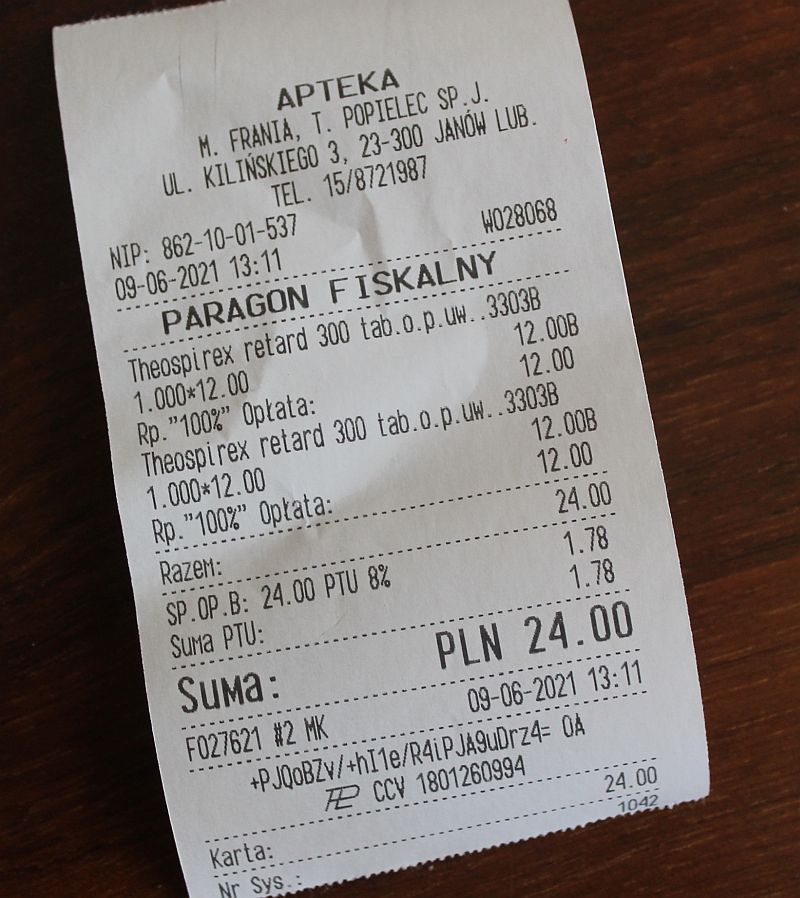 APTEKA
M. FRANIA, T. POPIELEC SP.J.
UL. KILIŃSKIEGO 3, 23-300 JANÓW LUB.
TEL. 15/8721987
NIP: 862-10-01-537 W028068
09-06-2021 13:11
PARAGON FISKALNY
Theospirex retard 300 tab.o.p.uw..3303B
1.000*12.00 12.00B
Rp."100%" Opłata: 12.00
Theospirex retard 300 tab.o.p.uw..3303B
1.000*12.00 12.00B
Rp."100%" Opłata: 12.00
Razem: 24.00
SP.OP.B: 24.00 PTU 8% 1.78
Suma PTU: 1.78
Suma: PLN 24.00
F027621 #2 MK 09-06-2021 13:11
+PJQoBZv/+hI1e/R4iPJA9uDrz4= OA
CCV 1801260994
Karta: 24.00
Nr Sys.: 1042